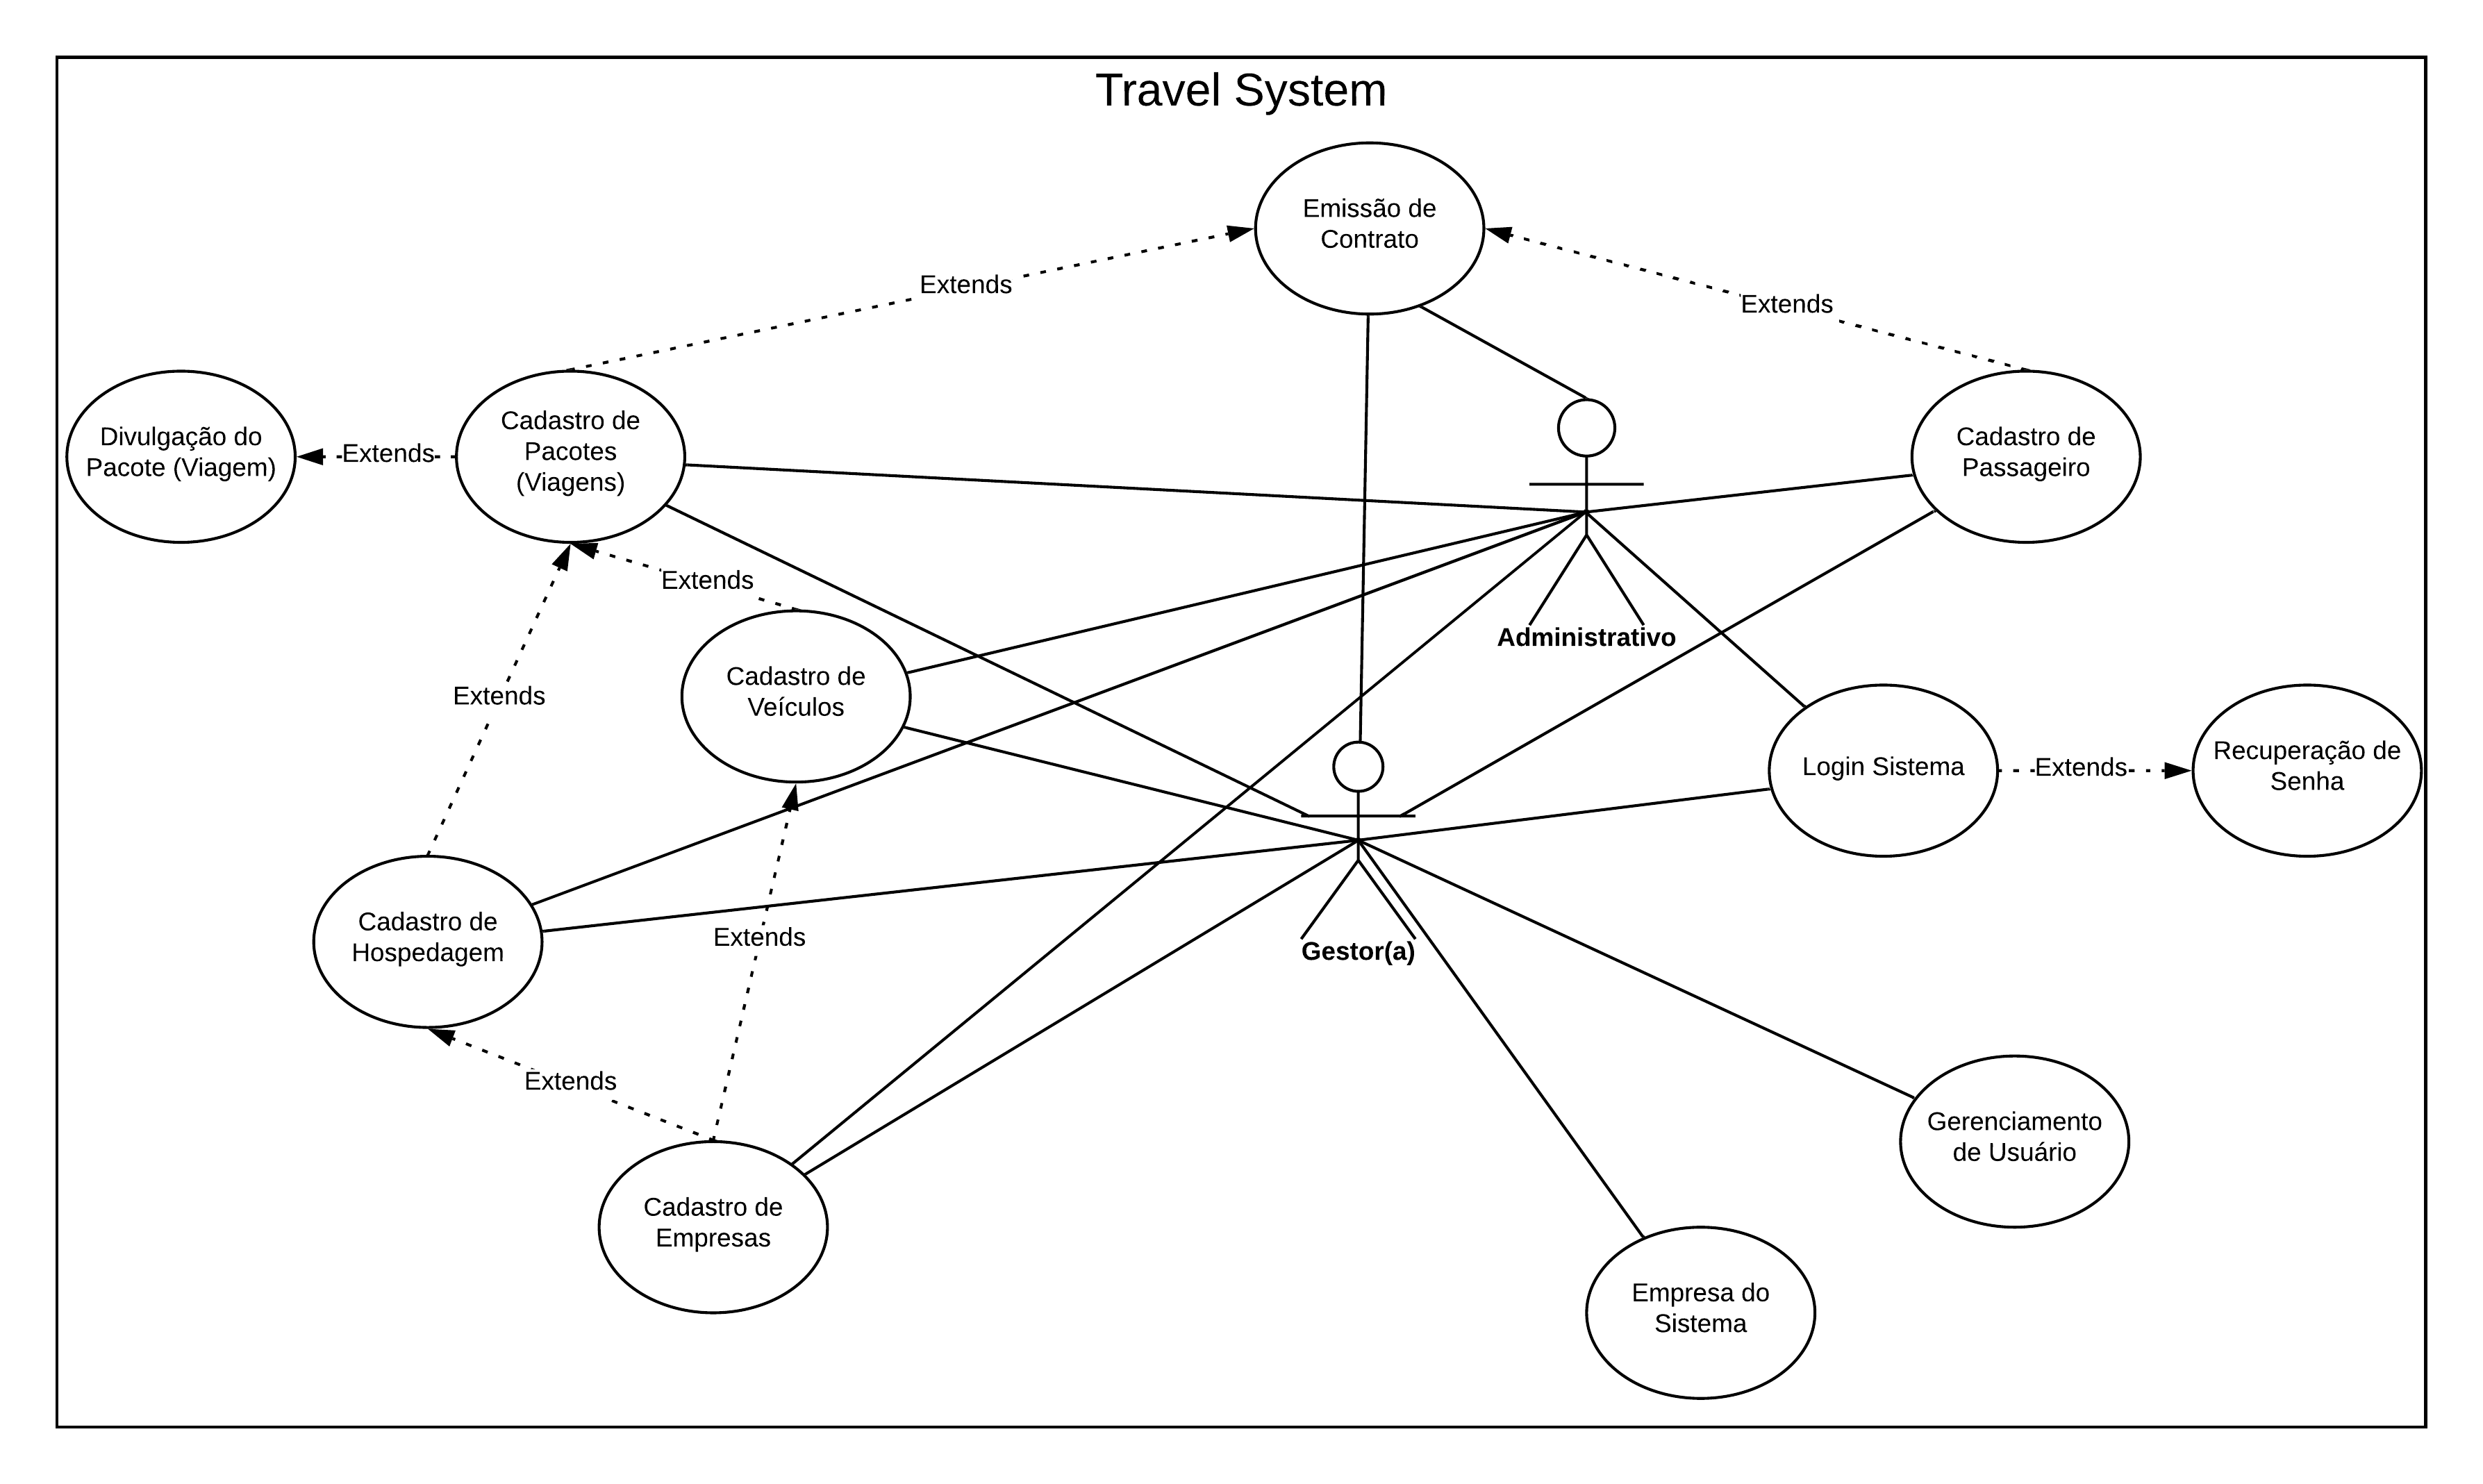 Travel System
Emissão de
Contrato
Extends
Extends
Divulgação do
Pacote (Viagem)
Extends
Cadastro de
Pacotes
(Viagens)
Cadastro de
Passageiro
Extends
Administrativo
Cadastro de
Veículos
Extends
Login Sistema
Extends
Recuperação de
Senha
Cadastro de
Hospedagem
Extends
Gestor(a)
Extends
Gerenciamento
de Usuário
Cadastro de
Empresas
Empresa do
Sistema